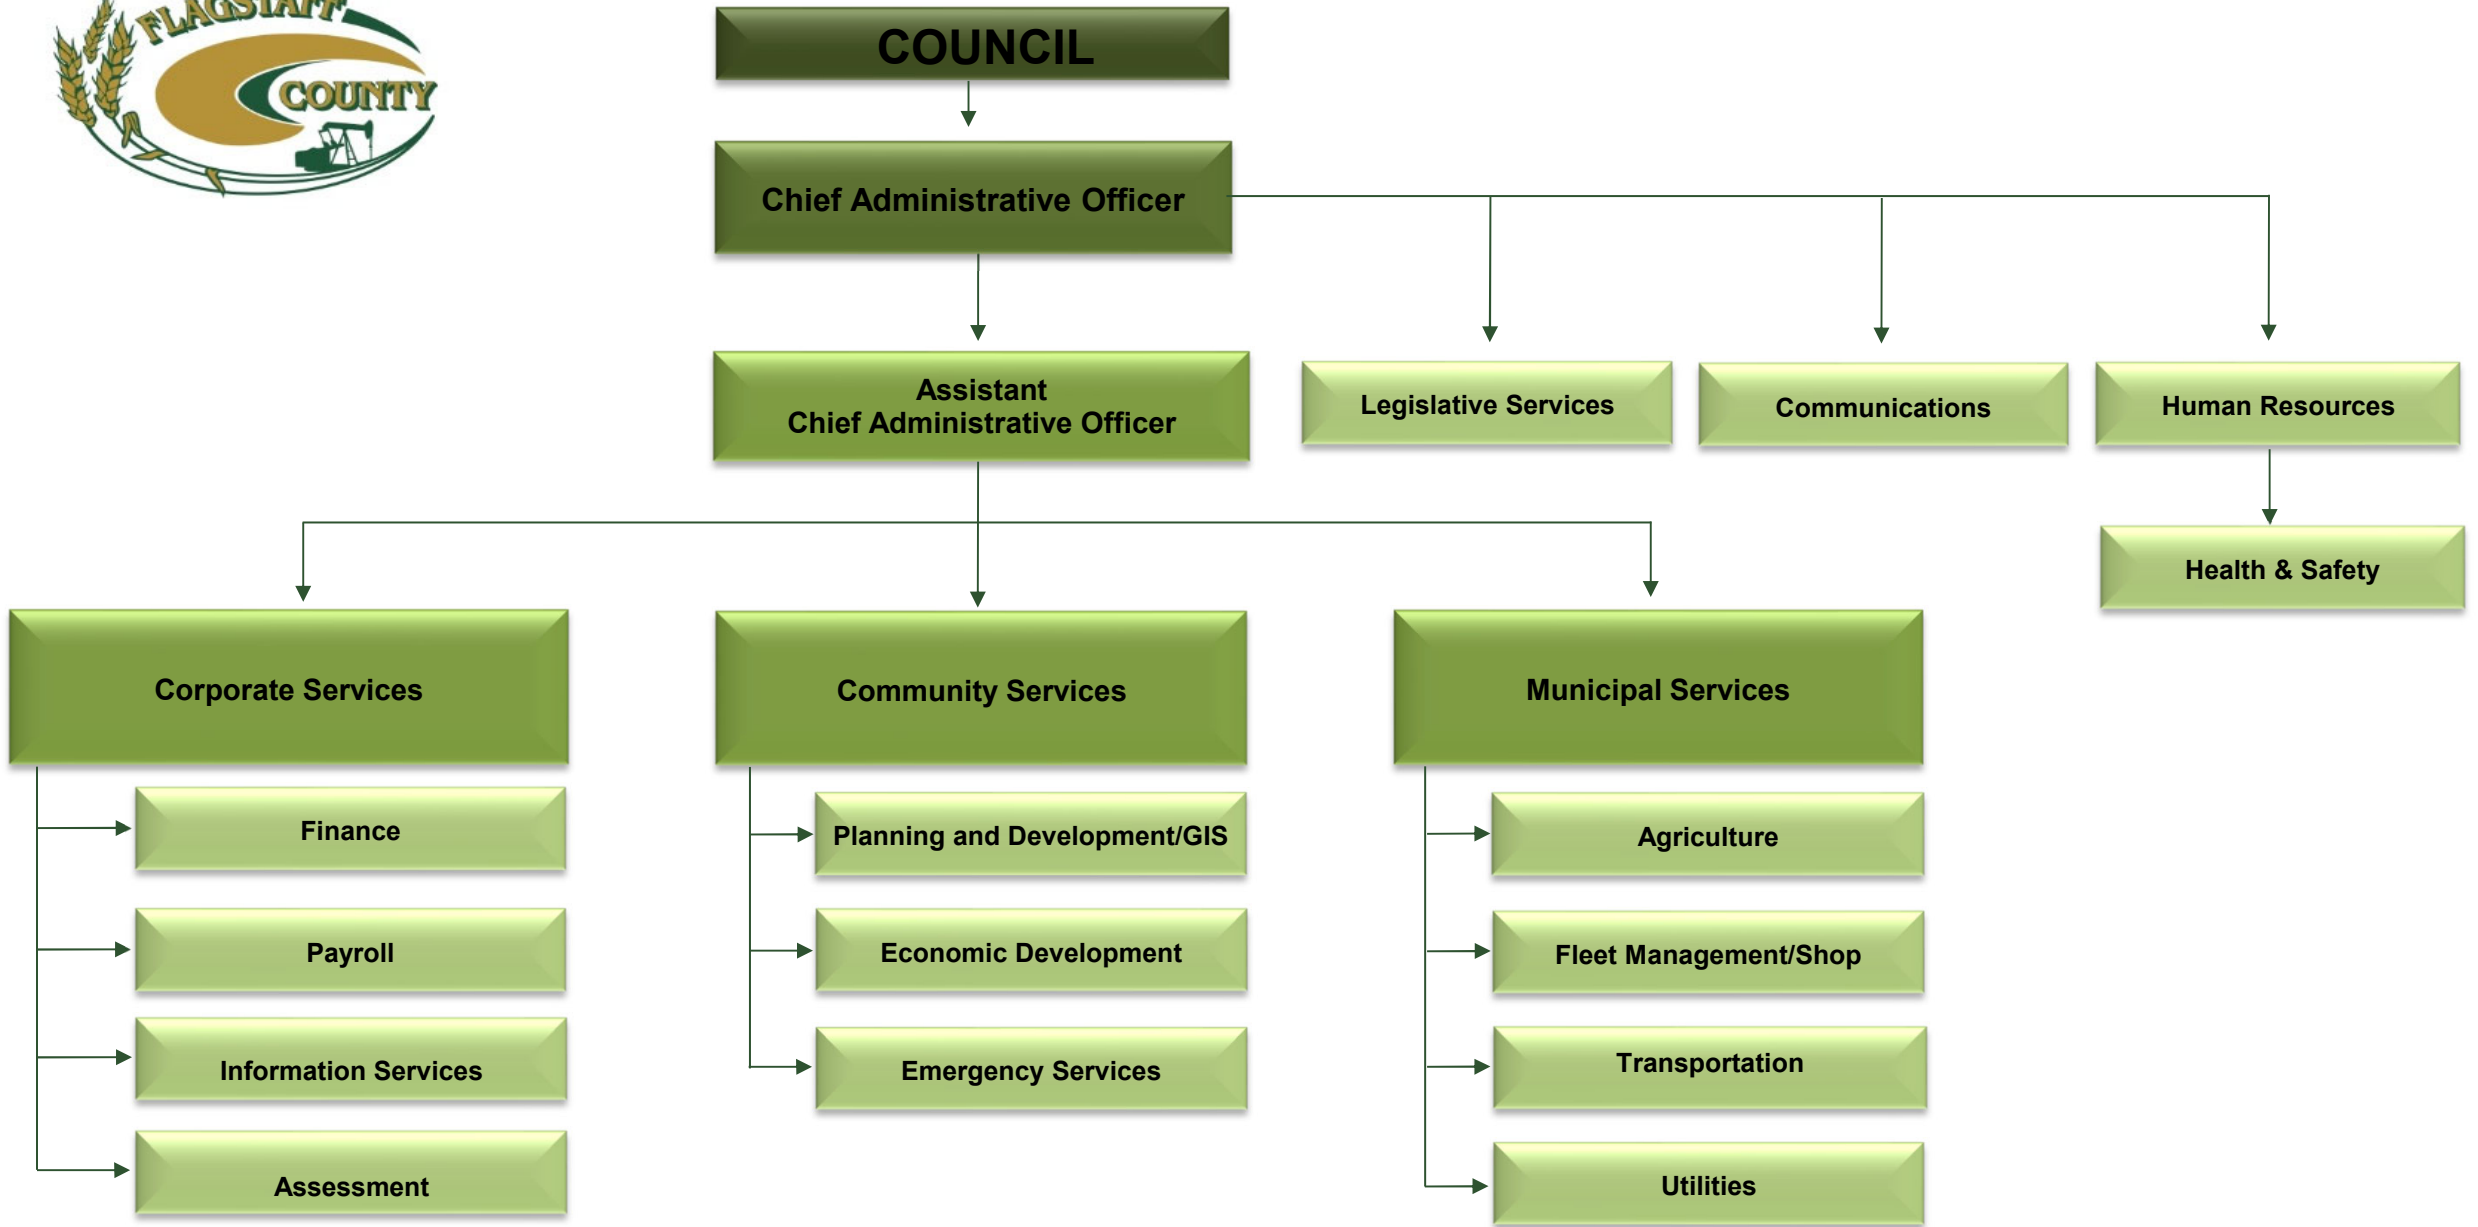 FLAGSTAFF
COUNTY
COUNCIL
Chief Administrative Officer
Assistant
Chief Administrative Officer
Legislative Services
Communications
Human Resources
Health & Safety
Corporate Services
Community Services
Municipal Services
Finance
Payroll
Information Services
Assessment
Planning and Development/GIS
Economic Development
Emergency Services
Agriculture
Fleet Management/Shop
Transportation
Utilities